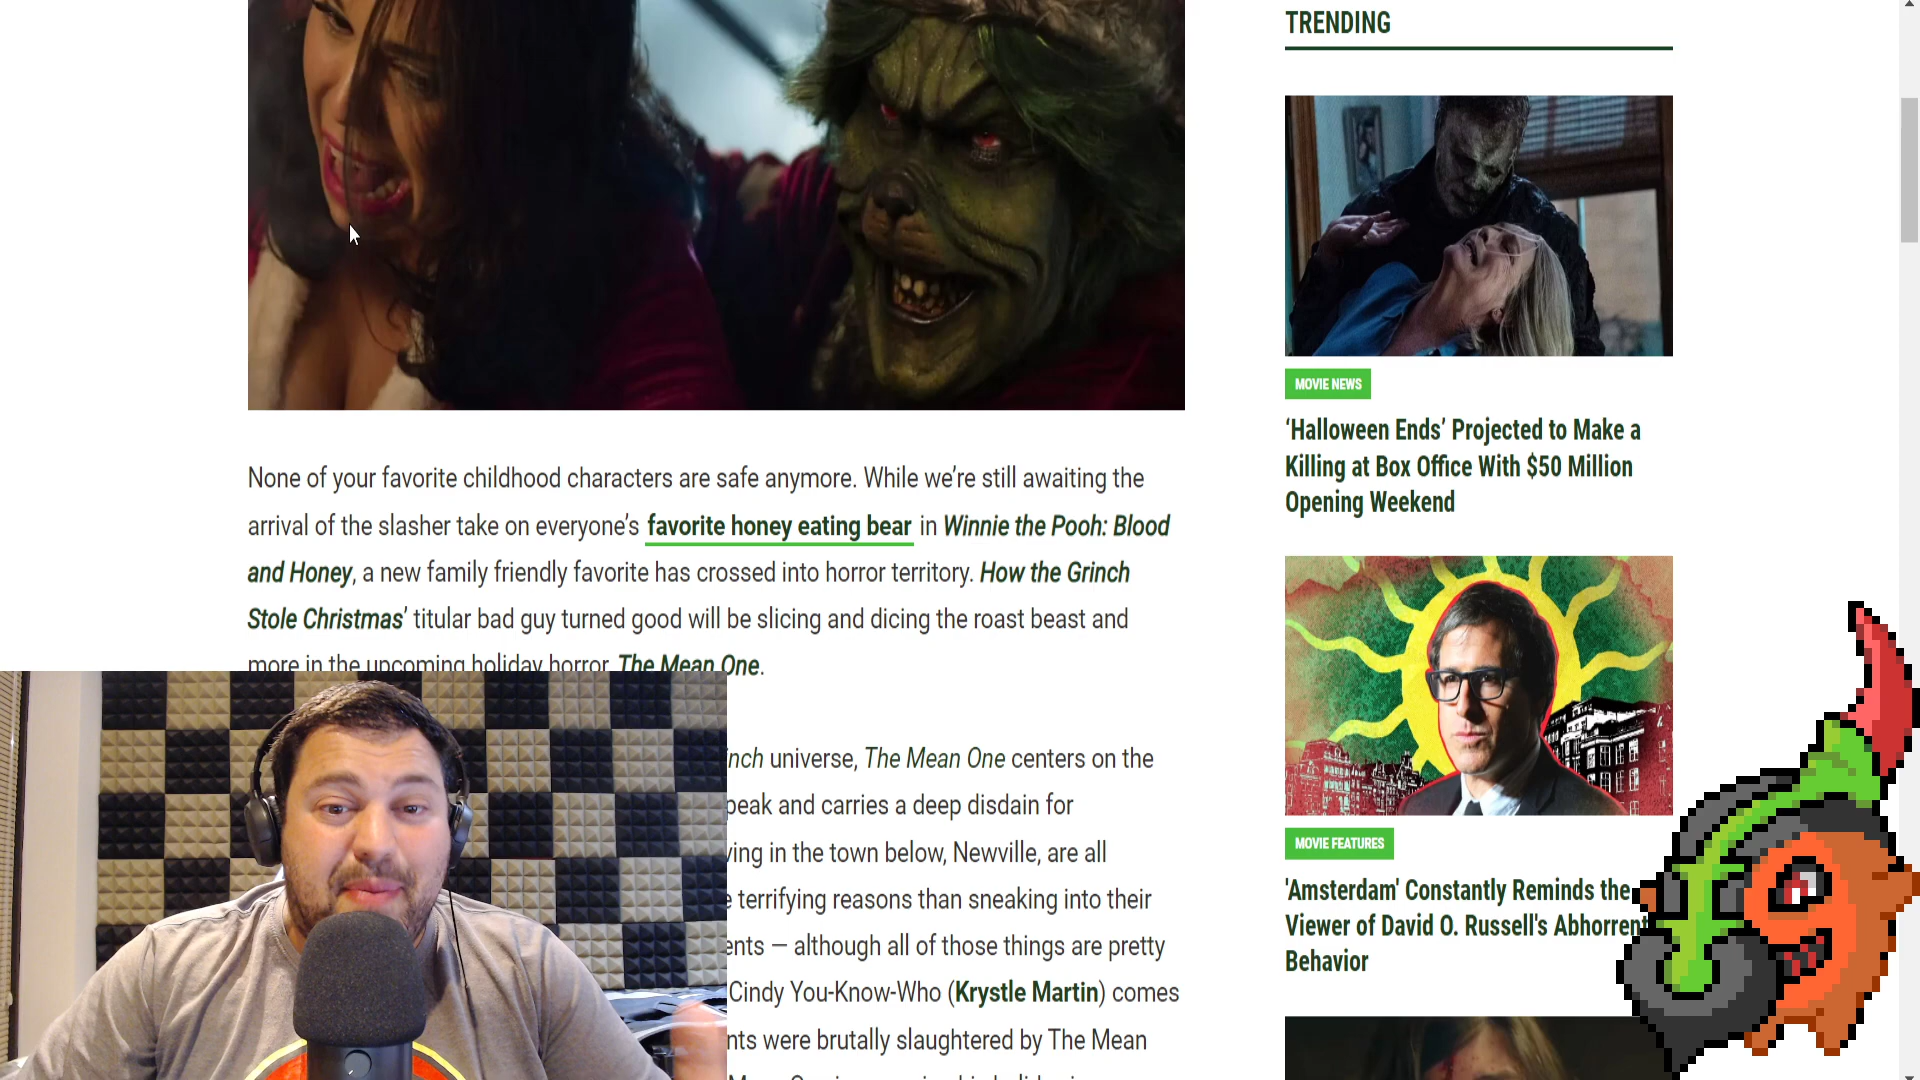 None of your favorite childhood characters are safe anymore. While we’re still awaiting the
arrival of the slasher take on everyone’s favorite honey eating bear in Winnie the Pooh: Blood
and Honey, a new family friendly favorite has crossed into horror territory. How the Grinch
Stole Christmas’ titular bad guy turned good will be slicing and dicing the roast beast and
more in the upcoming holiday horror The Mean One.
universe, The Mean One centers on the
and carries a deep disdain for
in the town below, Newville, are all
terrifying reasons than sneaking into their
— although all of those things are pretty
Cindy You-Know-Who (Krystle Martin) comes
were brutally slaughtered by The Mean
TRENDING
MOVIE NEWS
‘Halloween Ends’ Projected to Make a
Killing at Box Office With $50 Million
Opening Weekend
MOVIE FEATURES
'Amsterdam' Constantly Reminds the
Viewer of David O. Russell's Abhorrent
Behavior